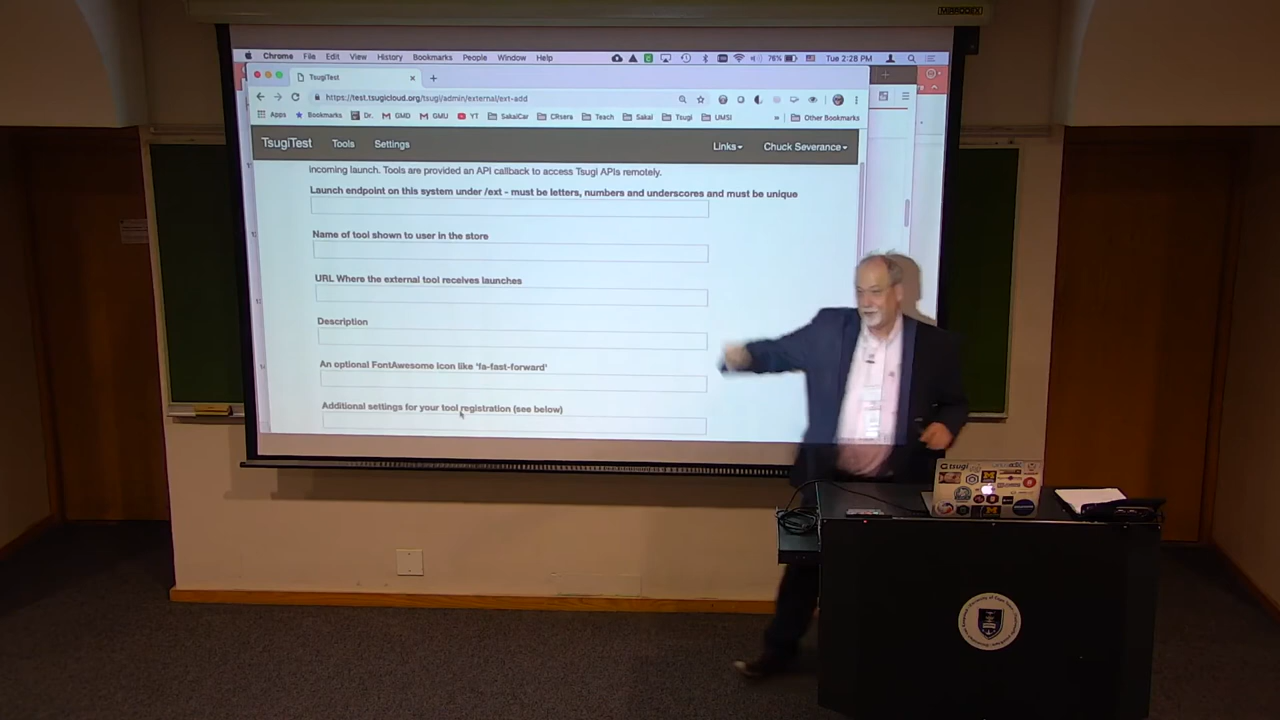 MIRADDEX
Chrome File Edit View History Bookmarks People Window Help 76% Tue 2:28 PM
TsugiTest
https://test.tsugicloud.org/tsugi/admin/external/ext-add
Apps Bookmarks Dr. GMD GMU YT SakaiCar CRsera Teach Sakai Tsugi UMSI » Other Bookmarks
TsugiTest Tools Settings Links Chuck Severance
incoming launch. Tools are provided an API callback to access Tsugi APIs remotely.
Launch endpoint on this system under /ext - must be letters, numbers and underscores and must be unique
Name of tool shown to user in the store
URL Where the external tool receives launches
Description
An optional FontAwesome icon like 'fa-fast-forward'
Additional settings for your tool registration (see below)
tsugi